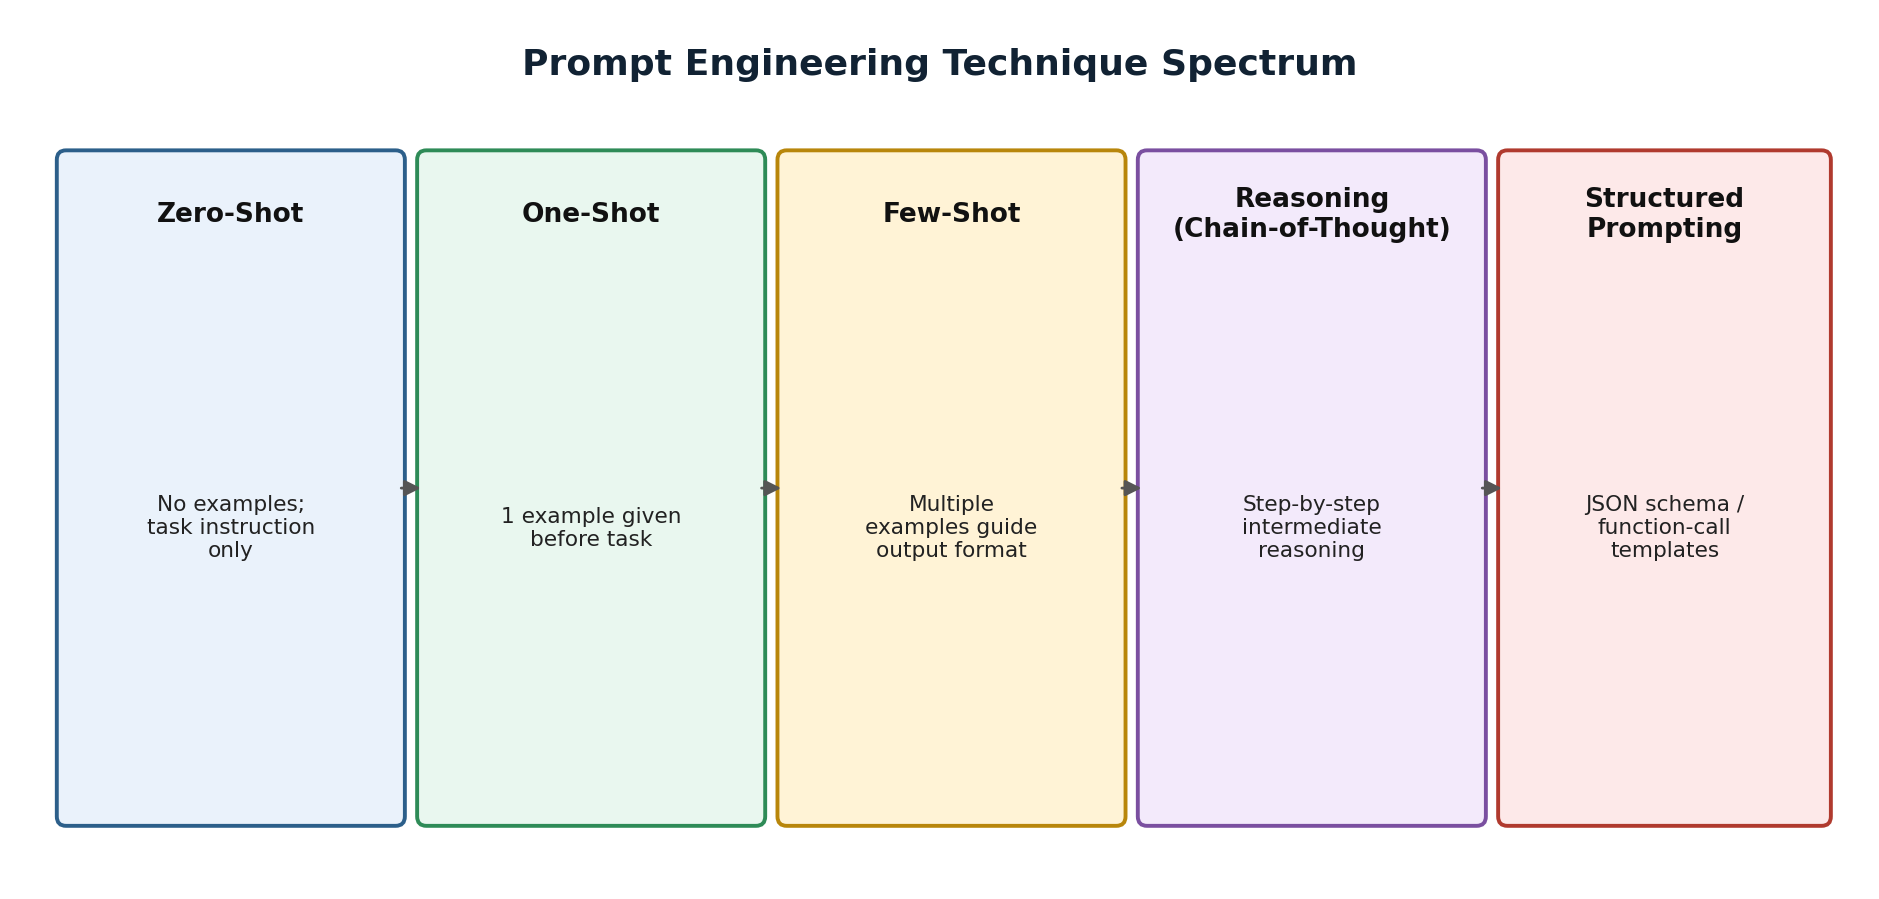 Prompt Engineering Technique Spectrum
Zero-Shot
No examples;
task instruction
only
One-Shot
1 example given
before task
Few-Shot
Multiple
examples guide
output format
Reasoning
(Chain-of-Thought)
Step-by-step
intermediate
reasoning
Structured
Prompting
JSON schema /
function-call
templates